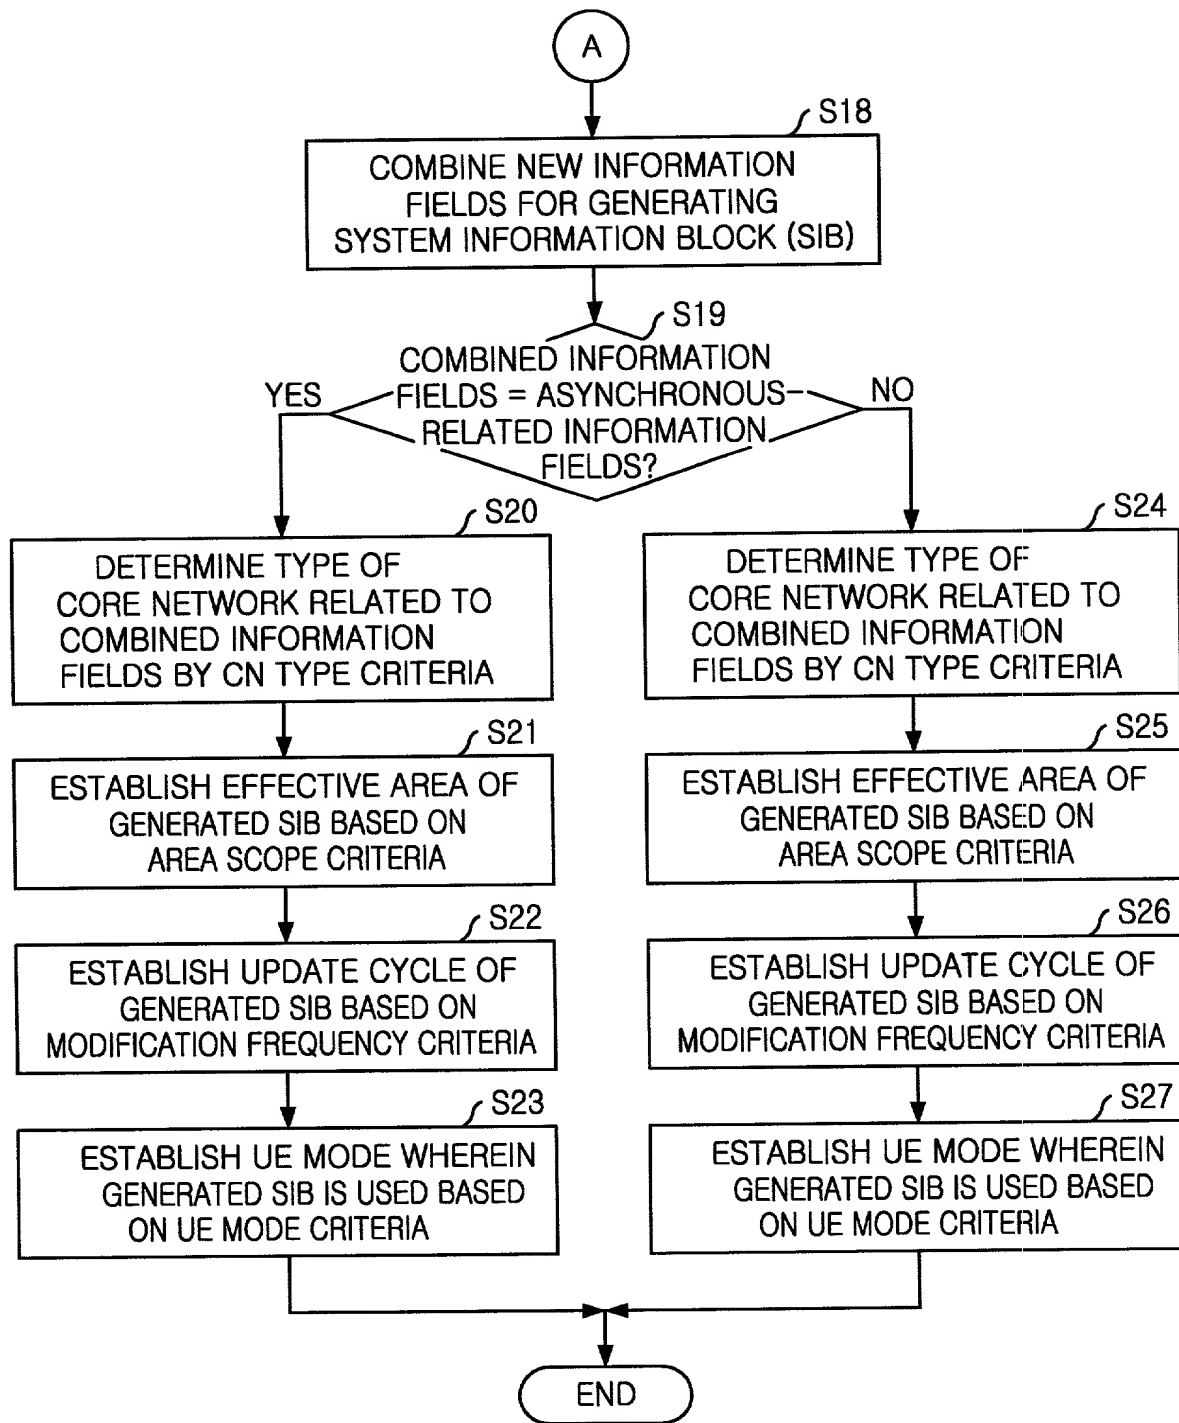 A
S18
COMBINE NEW INFORMATION
FIELDS FOR GENERATING
SYSTEM INFORMATION BLOCK (SIB)
S19
COMBINED INFORMATION
FIELDS = ASYNCHRONOUS-
RELATED INFORMATION
FIELDS?
YES
NO
S20
DETERMINE TYPE OF
CORE NETWORK RELATED TO
COMBINED INFORMATION
FIELDS BY CN TYPE CRITERIA
S21
ESTABLISH EFFECTIVE AREA OF
GENERATED SIB BASED ON
AREA SCOPE CRITERIA
S22
ESTABLISH UPDATE CYCLE OF
GENERATED SIB BASED ON
MODIFICATION FREQUENCY CRITERIA
S23
ESTABLISH UE MODE WHEREIN
GENERATED SIB IS USED BASED
ON UE MODE CRITERIA
S24
DETERMINE TYPE OF
CORE NETWORK RELATED TO
COMBINED INFORMATION
FIELDS BY CN TYPE CRITERIA
S25
ESTABLISH EFFECTIVE AREA OF
GENERATED SIB BASED ON
AREA SCOPE CRITERIA
S26
ESTABLISH UPDATE CYCLE OF
GENERATED SIB BASED ON
MODIFICATION FREQUENCY CRITERIA
S27
ESTABLISH UE MODE WHEREIN
GENERATED SIB IS USED BASED
ON UE MODE CRITERIA
END